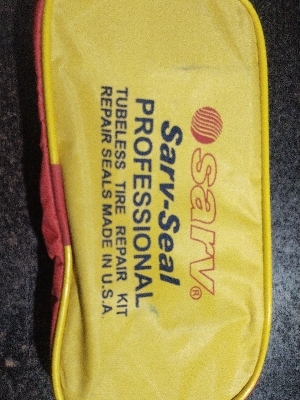 sarv®
Sarv-Seal
PROFESSIONAL
TUBELESS TIRE REPAIR KIT
REPAIR SEALS MADE IN U.S.A.